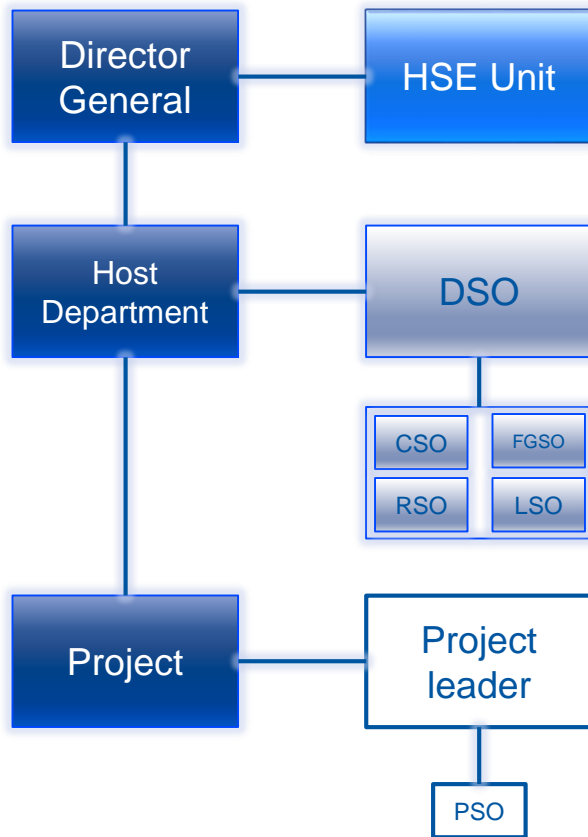 Director
General
HSE Unit
Host
Department
DSO
CSO
FGSO
RSO
LSO
Project
Project
leader
PSO